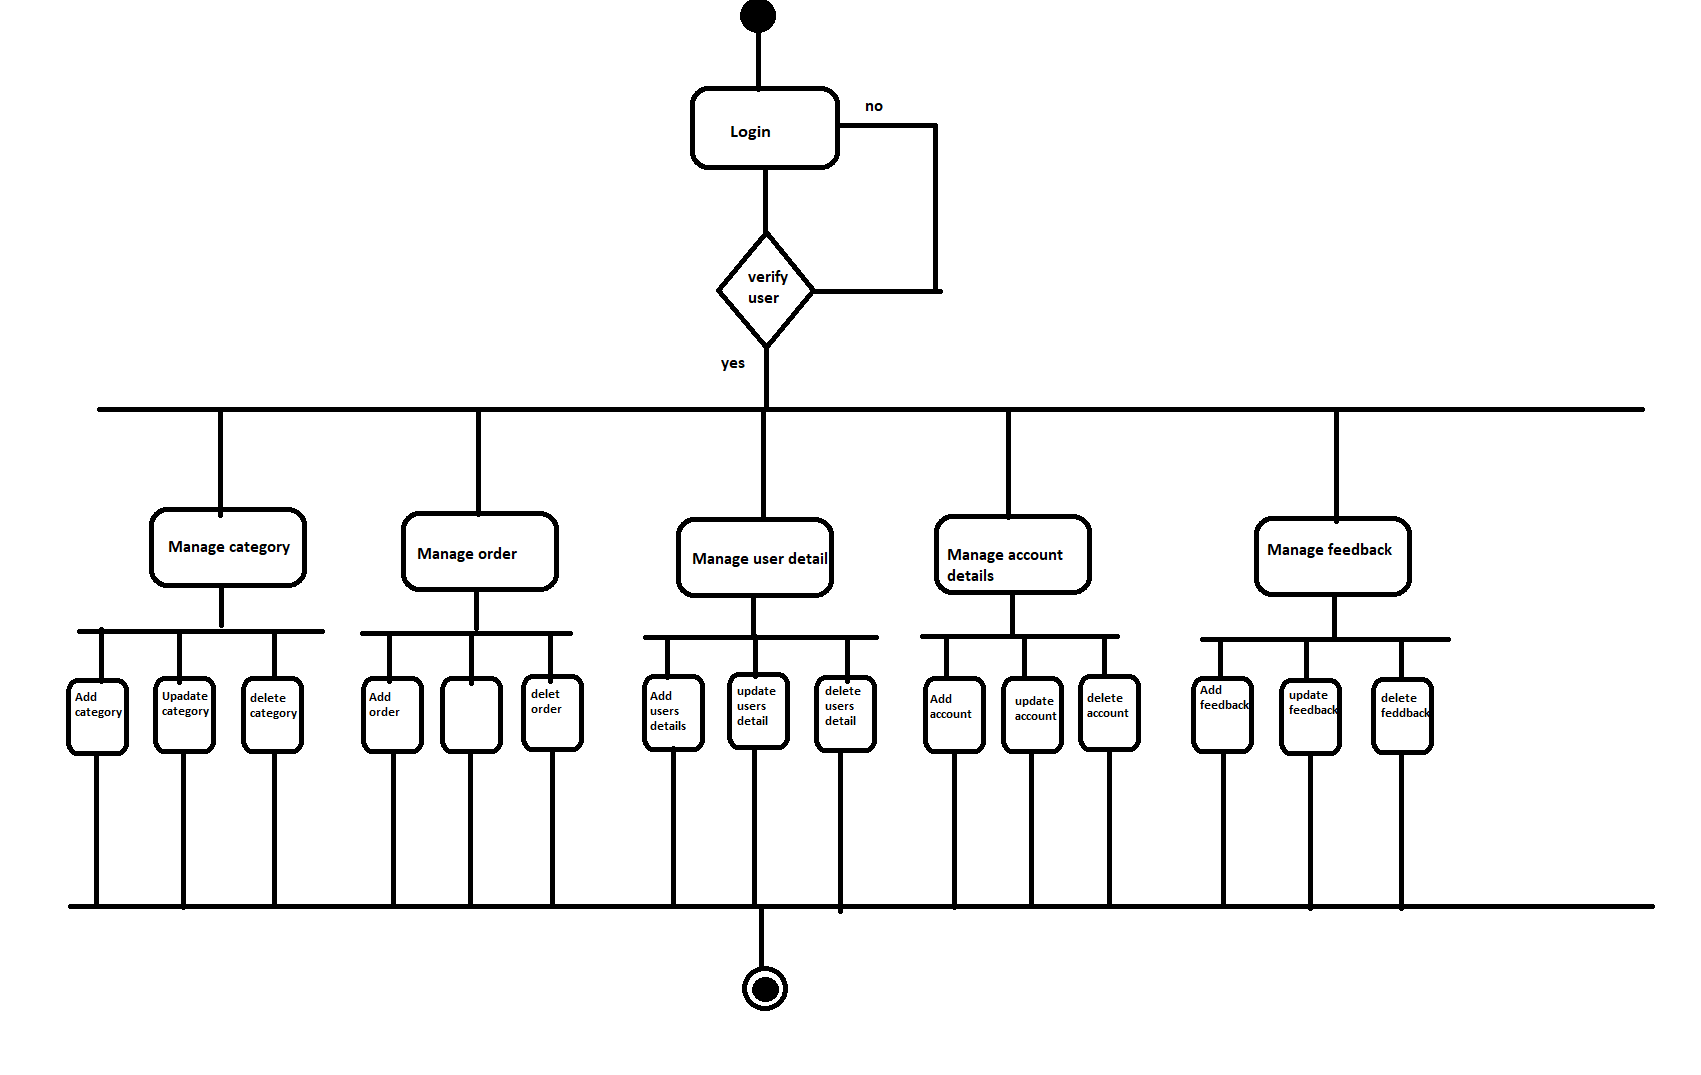 no
Login
verify
user
yes
Manage category
Manage order
Manage user detail
Manage account
details
Manage feedback
Add
category
Upadate
category
delete
category
Add
order
delet
order
Add
users
details
update
users
detail
delete
users
detail
Add
account
update
account
delete
account
Add
feedback
update
feedback
delete
feddback